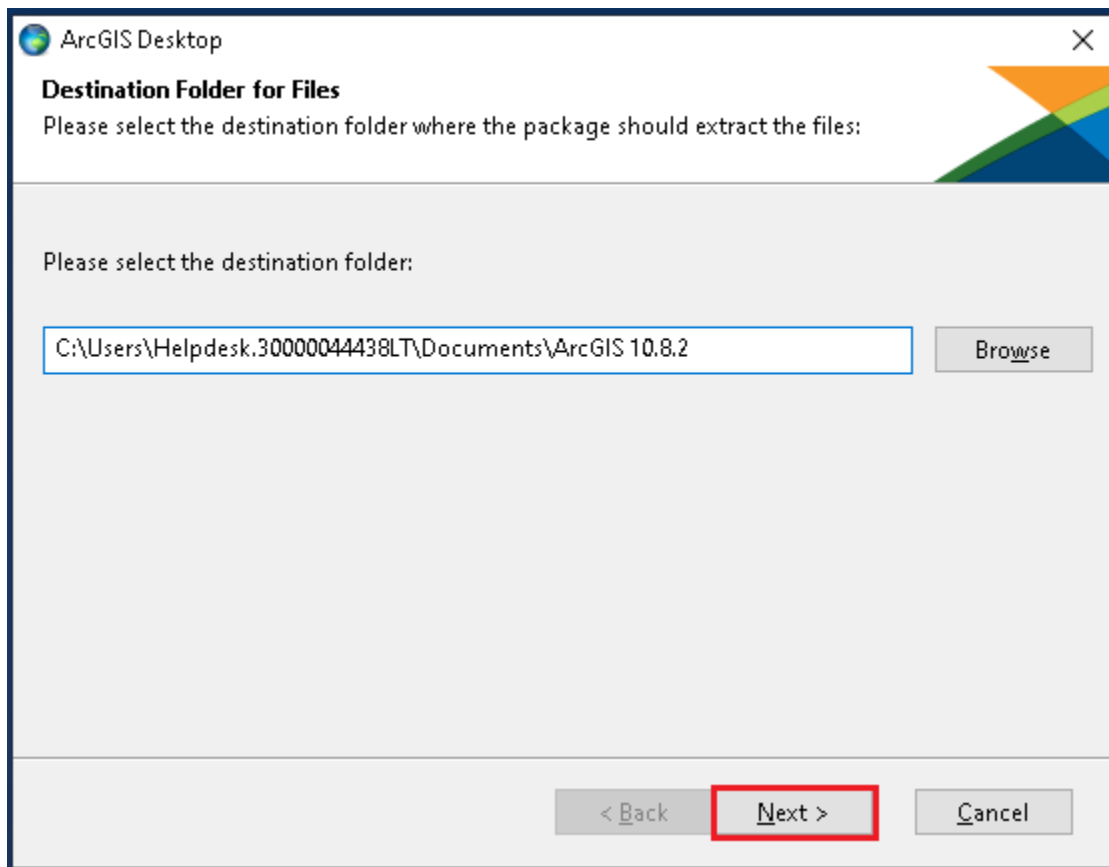 ArcGIS Desktop
Destination Folder for Files
Please select the destination folder where the package should extract the files:
Please select the destination folder:
C:\Users\Helpdesk.30000044438LT\Documents\ArcGIS 10.8.2
Browse
< Back
Next >
Cancel